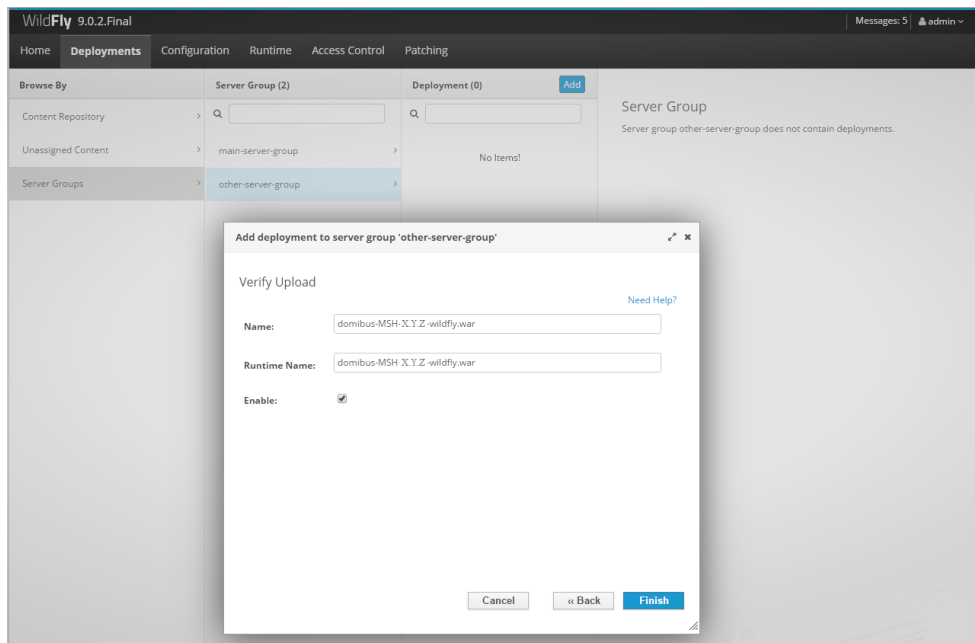 WildFly 9.0.2.Final
Messages: 5 admin
Home Deployments Configuration Runtime Access Control Patching
Browse By
Server Group (2)
Deployment (0)
Add
Content Repository
Unassigned Content
Server Groups
main-server-group
other-server-group
No Items!
Server Group
Server group other-server-group does not contain deployments.
Add deployment to server group 'other-server-group'
Verify Upload
Need Help?
Name: domibus-MSH-X.Y.Z-wildfly.war
Runtime Name: domibus-MSH-X.Y.Z-wildfly.war
Enable:
Cancel ‹‹ Back Finish